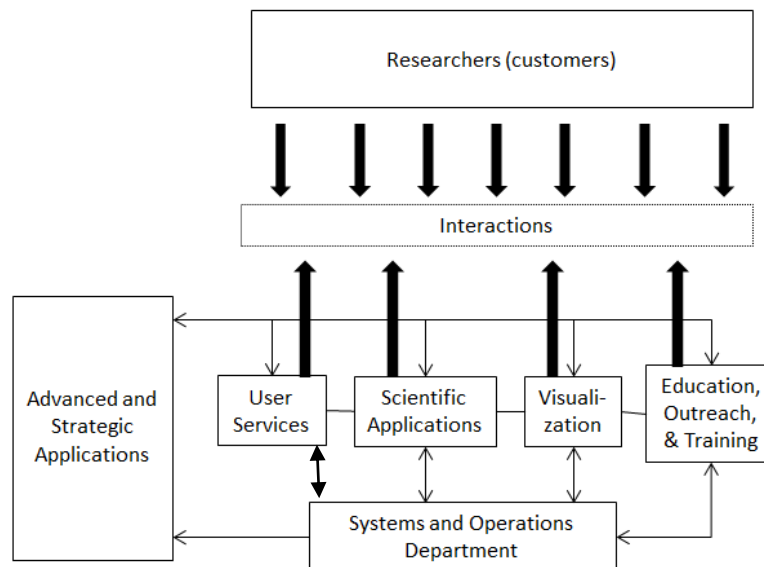 Researchers (customers)
Interactions
Advanced and
Strategic
Applications
User
Services
Scientific
Applications
Visuali-
zation
Education,
Outreach,
& Training
Systems and Operations
Department